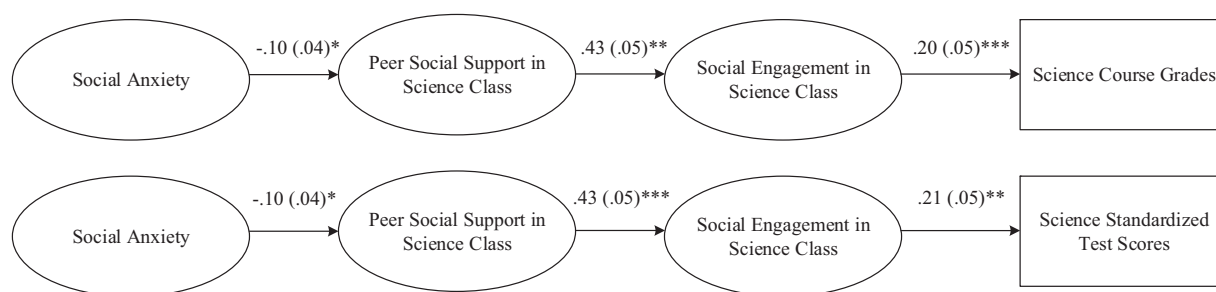 -.10 (.04)*
.43 (.05)**
.20 (.05)***
Social Anxiety
Peer Social Support in
Science Class
Social Engagement in
Science Class
Science Course Grades
-.10 (.04)*
.43 (.05)***
.21 (.05)**
Social Anxiety
Peer Social Support in
Science Class
Social Engagement in
Science Class
Science Standardized
Test Scores